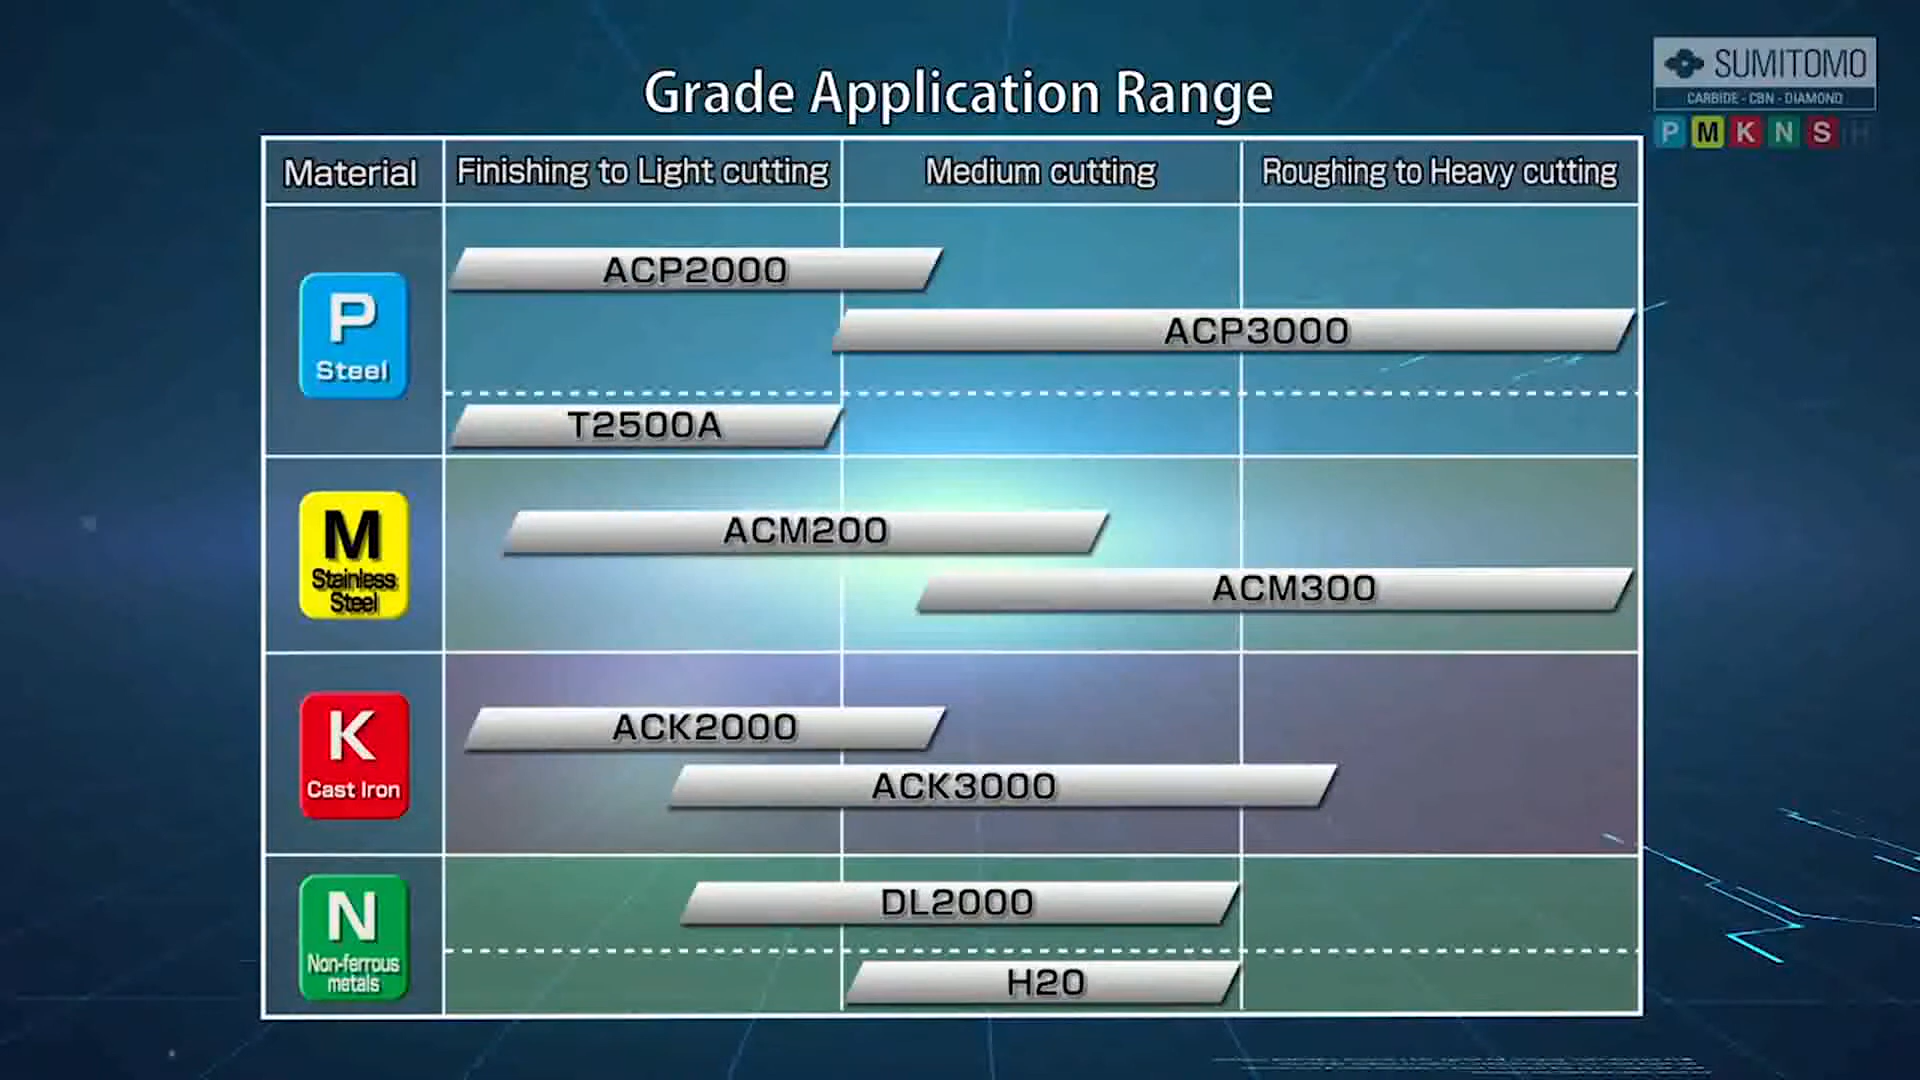 Grade Application Range
SUMITOMO
CARBIDE - CBN - DIAMOND
P M K N S H
Material
Finishing to Light cutting
Medium cutting
Roughing to Heavy cutting
P
Steel
ACP2000
ACP3000
T2500A
M
Stainless
Steel
ACM200
ACM300
K
Cast Iron
ACK2000
ACK3000
N
Non-ferrous
metals
DL2000
H20